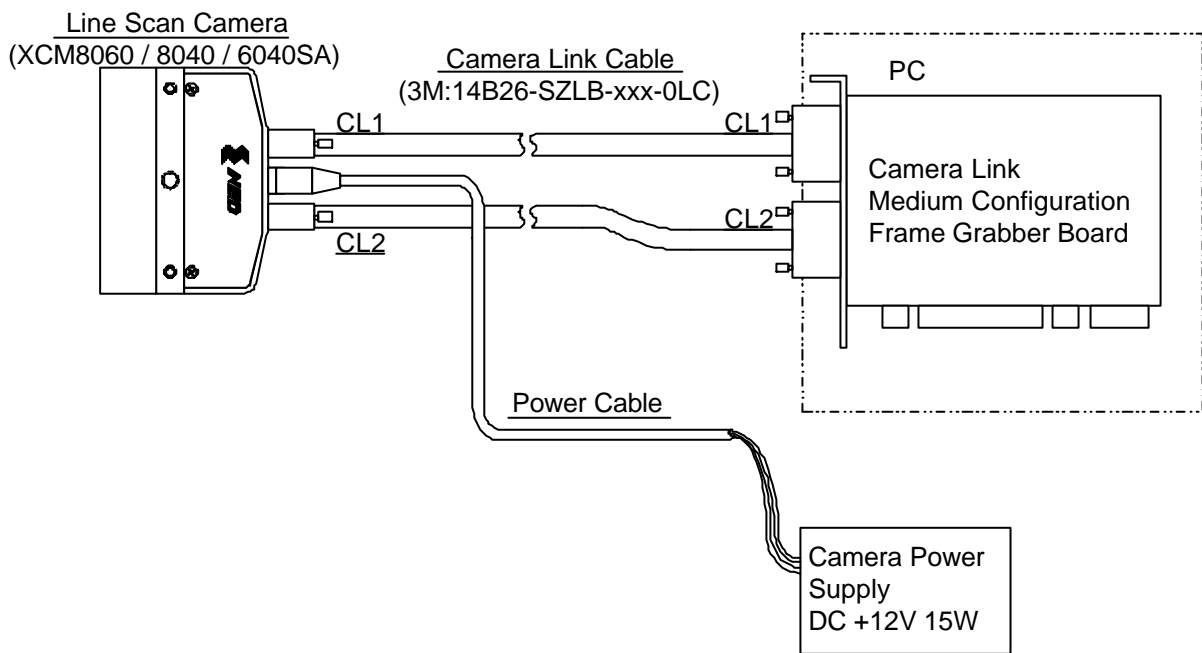 Line Scan Camera
(XCM8060 / 8040 / 6040SA)
Camera Link Cable
(3M:14B26-SZLB-xxx-0LC)
PC
CL1
CL1
NED
CL2
CL2
Camera Link
Medium Configuration
Frame Grabber Board
Power Cable
Camera Power
Supply
DC +12V 15W